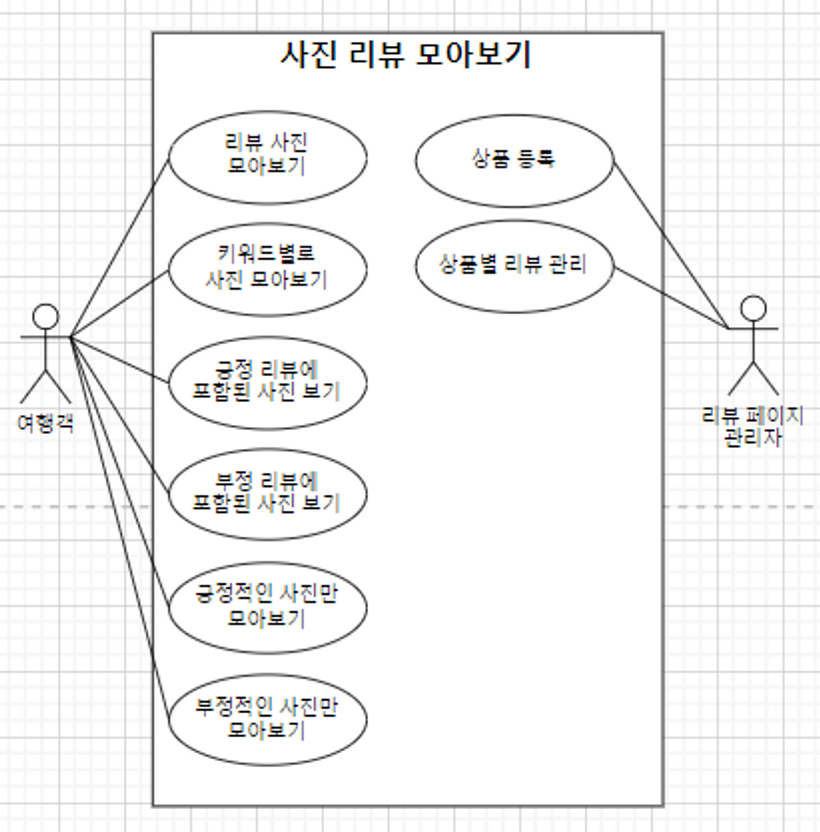 사진 리뷰 모아보기
리뷰 사진
모아보기
키워드별로
사진 모아보기
긍정 리뷰에
포함된 사진 보기
부정 리뷰에
포함된 사진 보기
긍정적인 사진만
모아보기
부정적인 사진만
모아보기
상품 등록
상품별 리뷰 관리
여행객
리뷰 페이지
관리자